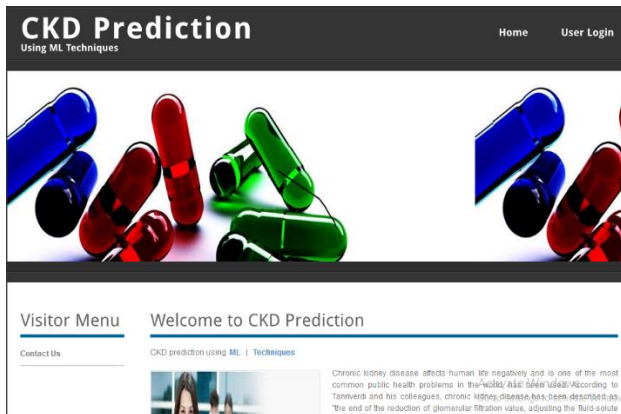 CKD Prediction
Using ML Techniques
Home User Login
Visitor Menu
Contact Us
Welcome to CKD Prediction
CKD prediction using ML | Techniques
Chronic kidney disease affects human life negatively and is one of the most
common public health problems in the world, has been used. According to
Tanriverdi and his colleagues, chronic kidney disease has been described as
"the end of the reduction of glomerular filtration value, adjusting the fluid-solute
Activate Windows